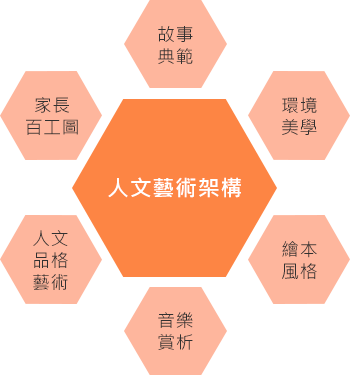 故事
典範
環境
美學
繪本
風格
音樂
賞析
人文
品格
藝術
家長
百工圖
人文藝術架構